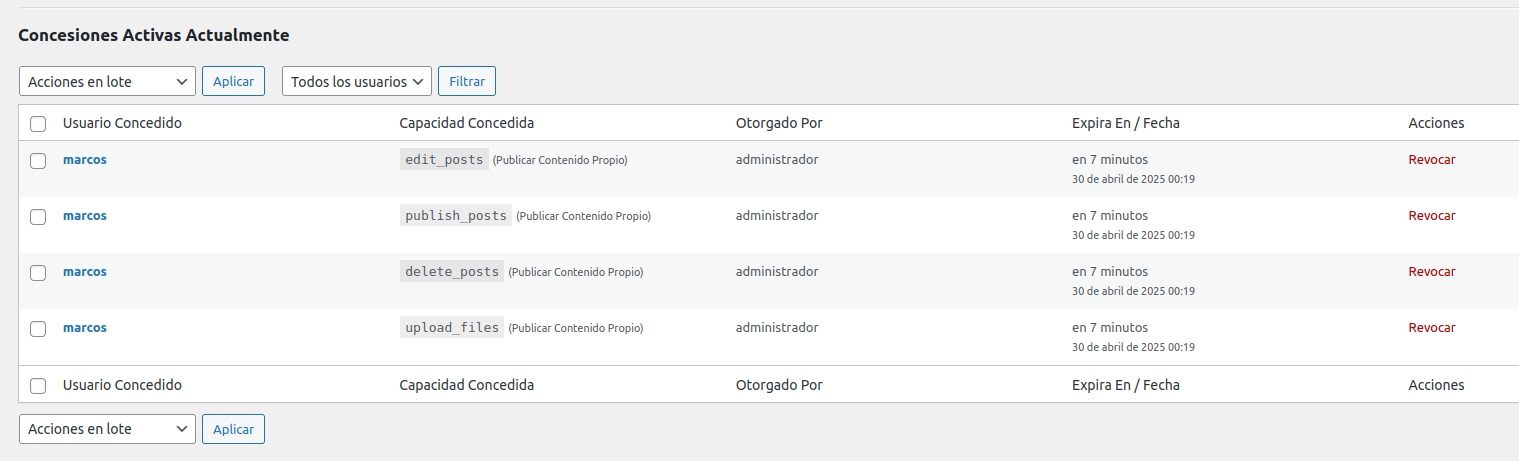 Concesiones Activas Actualmente
Acciones en lote Aplicar Todos los usuarios Filtrar
Usuario Concedido Capacidad Concedida Otorgado Por Expira En / Fecha Acciones
marcos edit_posts (Publicar Contenido Propio) administrador en 7 minutos Revocar
30 de abril de 2025 00:19
marcos publish_posts (Publicar Contenido Propio) administrador en 7 minutos Revocar
30 de abril de 2025 00:19
marcos delete_posts (Publicar Contenido Propio) administrador en 7 minutos Revocar
30 de abril de 2025 00:19
marcos upload_files (Publicar Contenido Propio) administrador en 7 minutos Revocar
30 de abril de 2025 00:19
Usuario Concedido Capacidad Concedida Otorgado Por Expira En / Fecha Acciones
Acciones en lote Aplicar